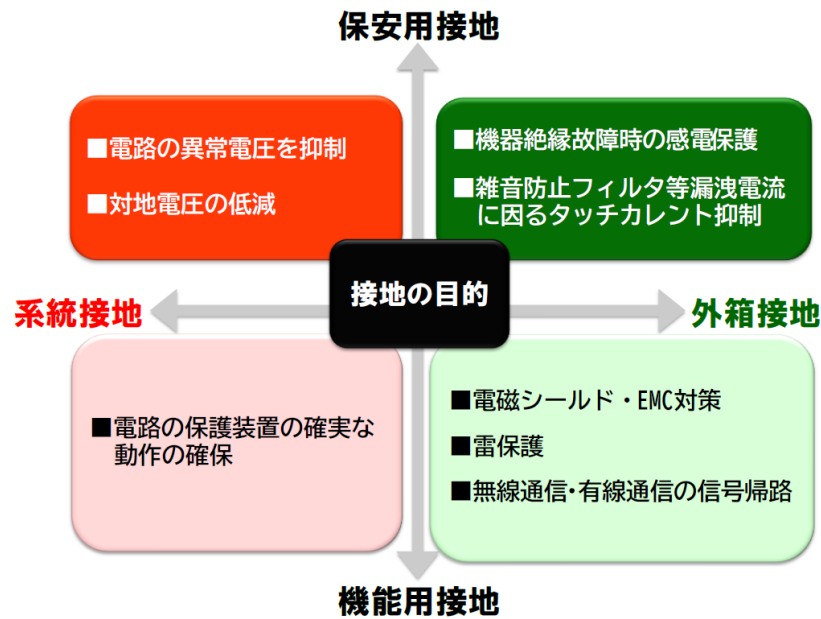 保安用接地
■電路の異常電圧を抑制
■対地電圧の低減
■機器絶縁故障時の感電保護
■雑音防止フィルタ等漏洩電流
に因るタッチカレント抑制
接地の目的
系統接地
外箱接地
■電路の保護装置の確実な
動作の確保
■電磁シールド・EMC対策
■雷保護
■無線通信・有線通信の信号帰路
機能用接地